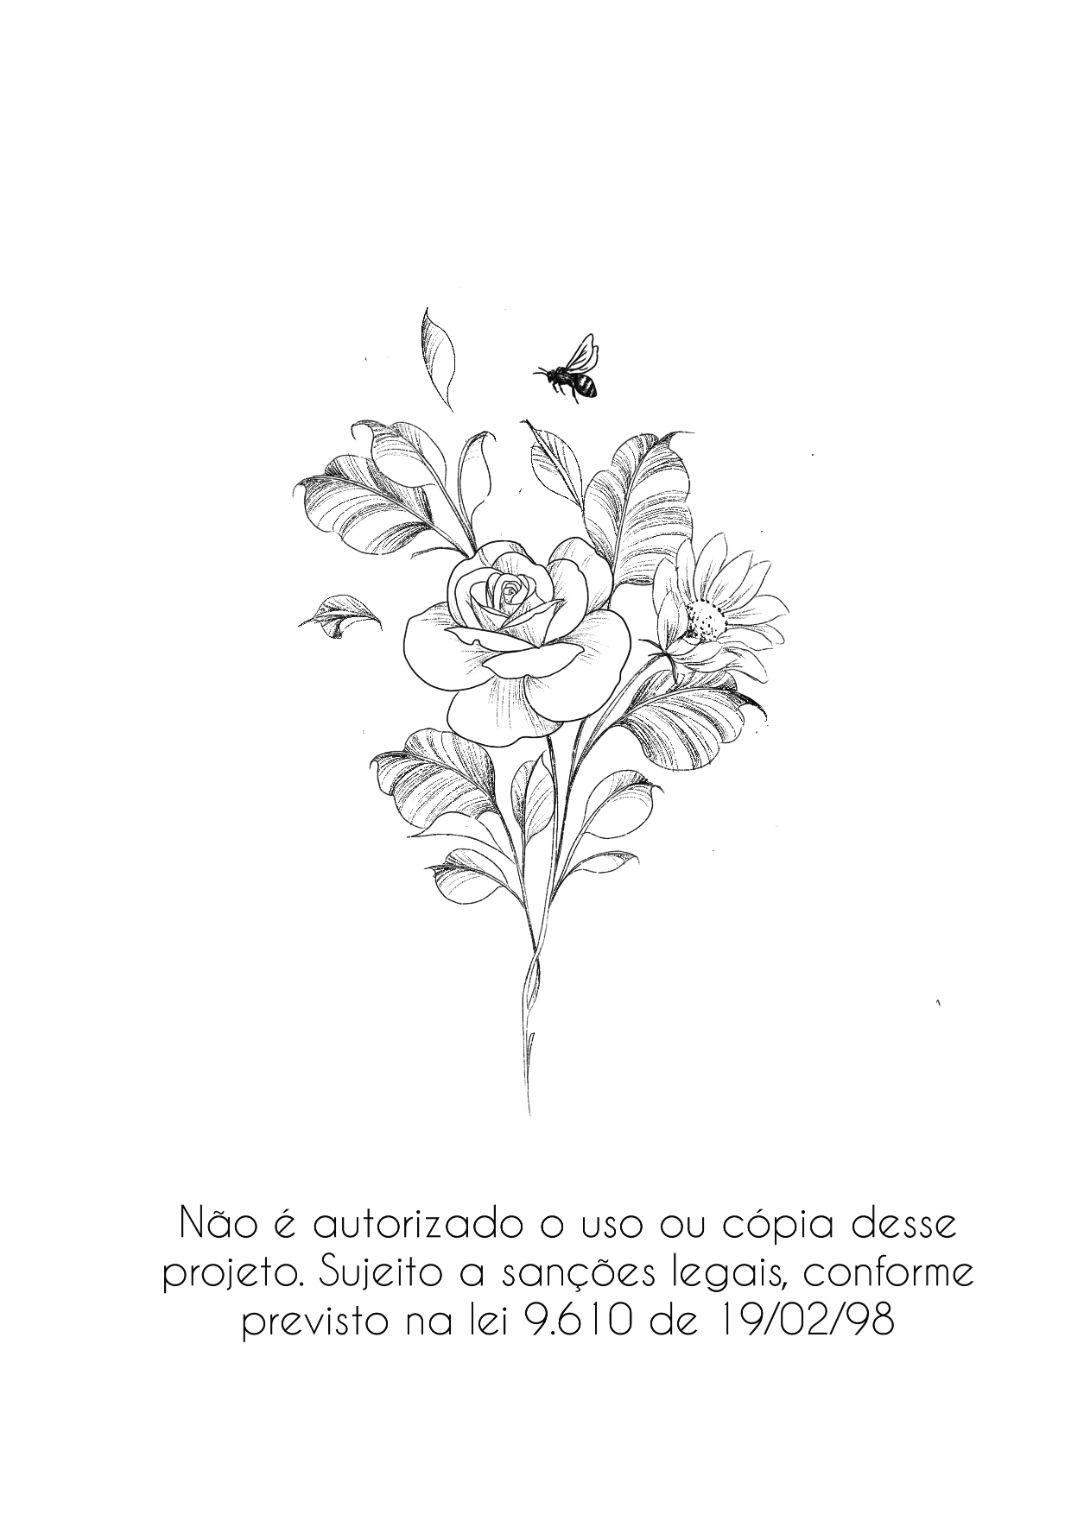 Não é autorizado o uso ou cópia desse
projeto. Sujeito a sanções legais, conforme
previsto na lei 9.610 de 19/02/98